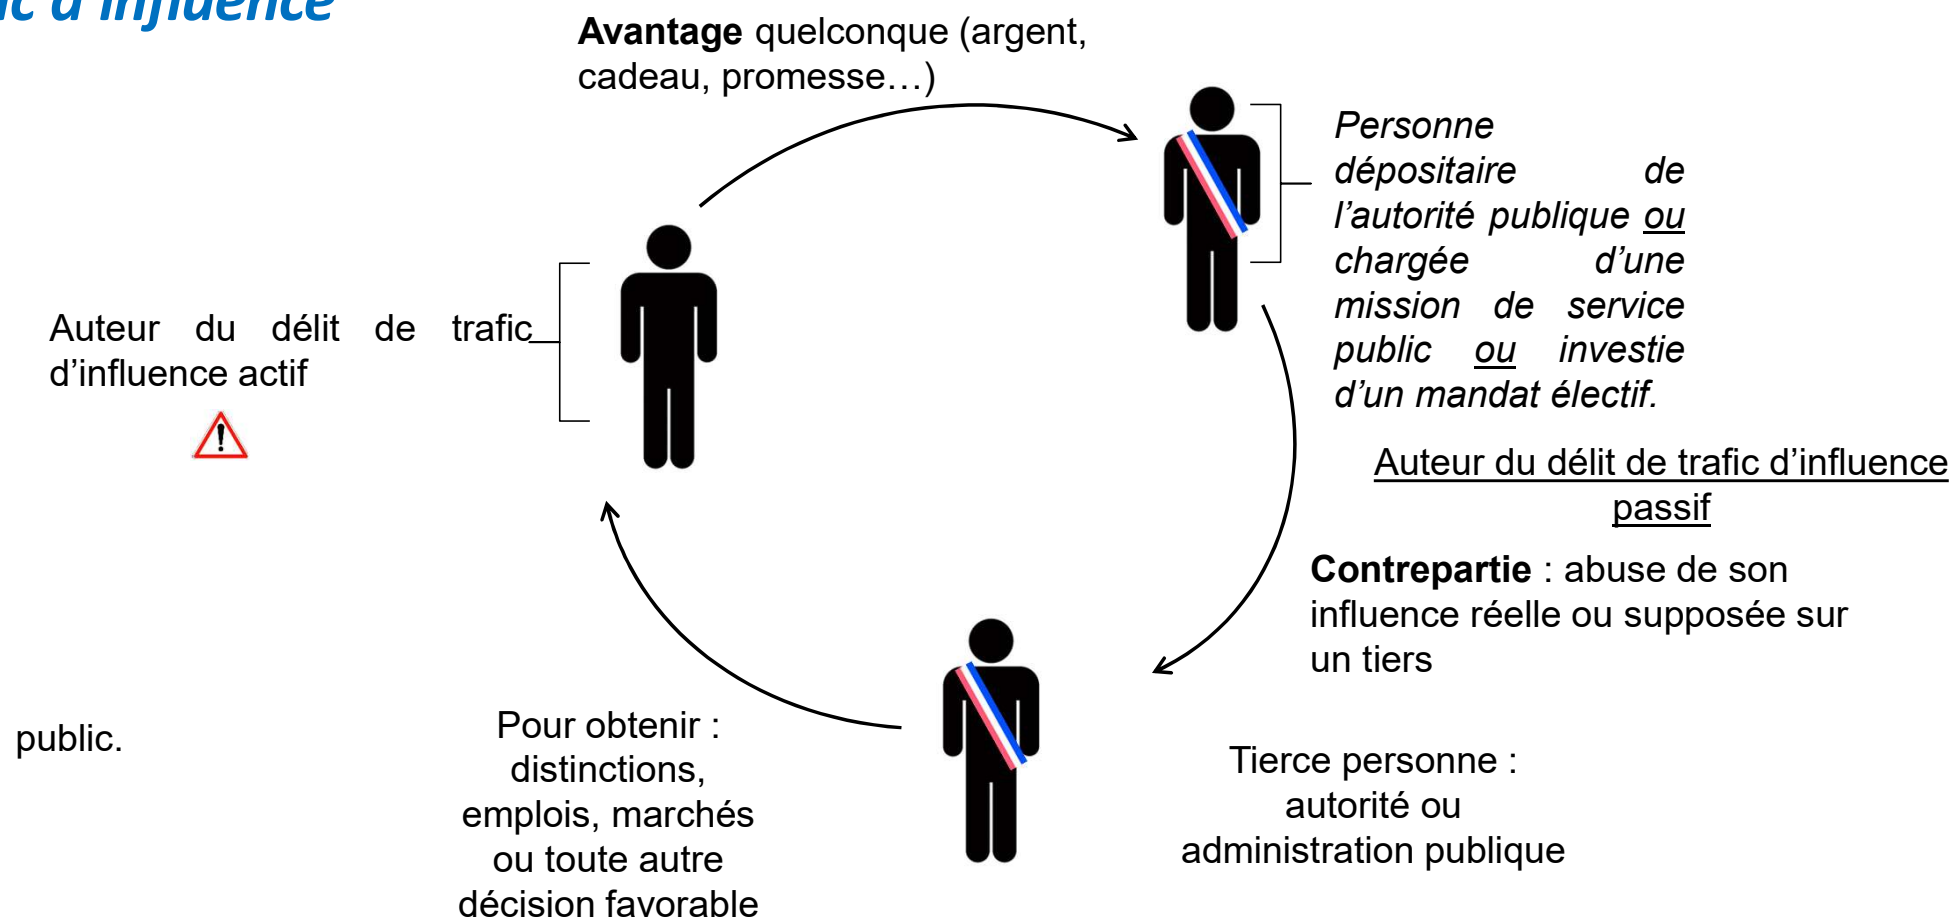 d'influence
Avantage quelconque (argent,
cadeau, promesse…)
Personne
dépositaire de
l’autorité publique ou
chargée d’une
mission de service
public ou investie
d’un mandat électif.
Auteur du délit de trafic
d’influence actif
Auteur du délit de trafic d’influence
passif
Contrepartie : abuse de son
influence réelle ou supposée sur
un tiers
public.
Pour obtenir :
distinctions,
emplois, marchés
ou toute autre
décision favorable
Tierce personne :
autorité ou
administration publique